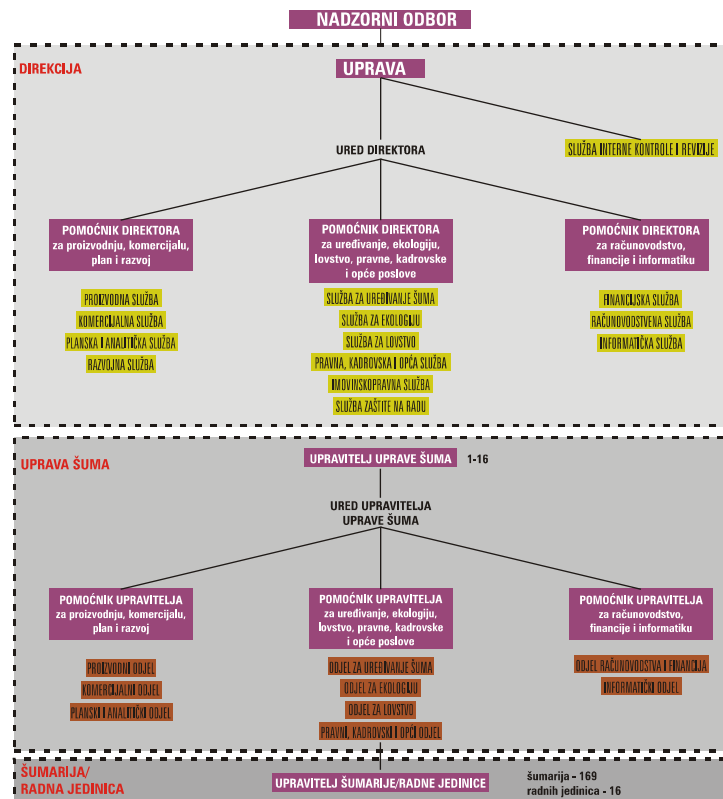 NADZORNI ODBOR
DIREKCIJA
UPRAVA
URED DIREKTORA
SLUŽBA INTERNE KONTROLE I REVIZIJE
POMOĆNIK DIREKTORA
za proizvodnju, komercijalu,
plan i razvoj
PROIZVODNA SLUŽBA
KOMERCIJALNA SLUŽBA
PLANSKA I ANALITIČKA SLUŽBA
RAZVOJNA SLUŽBA
POMOĆNIK DIREKTORA
za uređivanje, ekologiju,
lovstvo, pravne, kadrovske
i opće poslove
SLUŽBA ZA UREĐIVANJE ŠUMA
SLUŽBA ZA EKOLOGIJU
SLUŽBA ZA LOVSTVO
PRAVNA, KADROVSKA I OPĆA SLUŽBA
IMOVINSKOPRAVNA SLUŽBA
SLUŽBA ZAŠTITE NA RADU
POMOĆNIK DIREKTORA
za računovodstvo,
financije i informatiku
FINANCIJSKA SLUŽBA
RAČUNOVODSTVENA SLUŽBA
INFORMATIČKA SLUŽBA
UPRAVA ŠUMA
UPRAVITELJ UPRAVE ŠUMA 1-16
URED UPRAVITELJA
UPRAVE ŠUMA
POMOĆNIK UPRAVITELJA
za proizvodnju, komercijalu,
plan i razvoj
PROIZVODNI ODJEL
KOMERCIJALNI ODJEL
PLANSKI I ANALITIČKI ODJEL
POMOĆNIK UPRAVITELJA
za uređivanje, ekologiju,
lovstvo, pravne, kadrovske
i opće poslove
ODJEL ZA UREĐIVANJE ŠUMA
ODJEL ZA EKOLOGIJU
ODJEL ZA LOVSTVO
PRAVNI, KADROVSKI I OPĆI ODJEL
POMOĆNIK UPRAVITELJA
za računovodstvo,
financije i informatiku
ODJEL RAČUNOVODSTVA I FINANCIJA
INFORMATIČKI ODJEL
ŠUMARIJA/
RADNA JEDINICA
UPRAVITELJ ŠUMARIJE/RADNE JEDINICE
šumarija - 169
radnih jedinica - 16